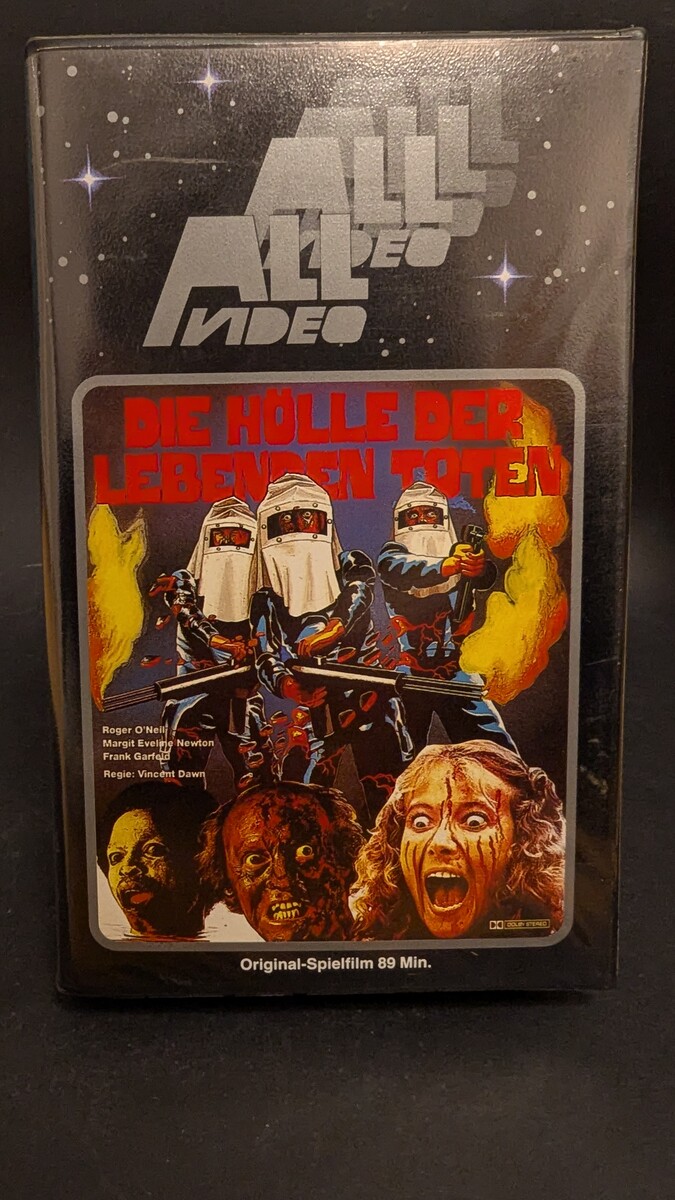 ALL
VIDEO
ALL
VIDEO
DIE HÖLLE DER
LEBENDEN TOTEN
Roger O'Neil
Margit Eveline Newton
Frank Garfeld
Regie: Vincent Dawn
DOLBY STEREO
Original-Spielfilm 89 Min.